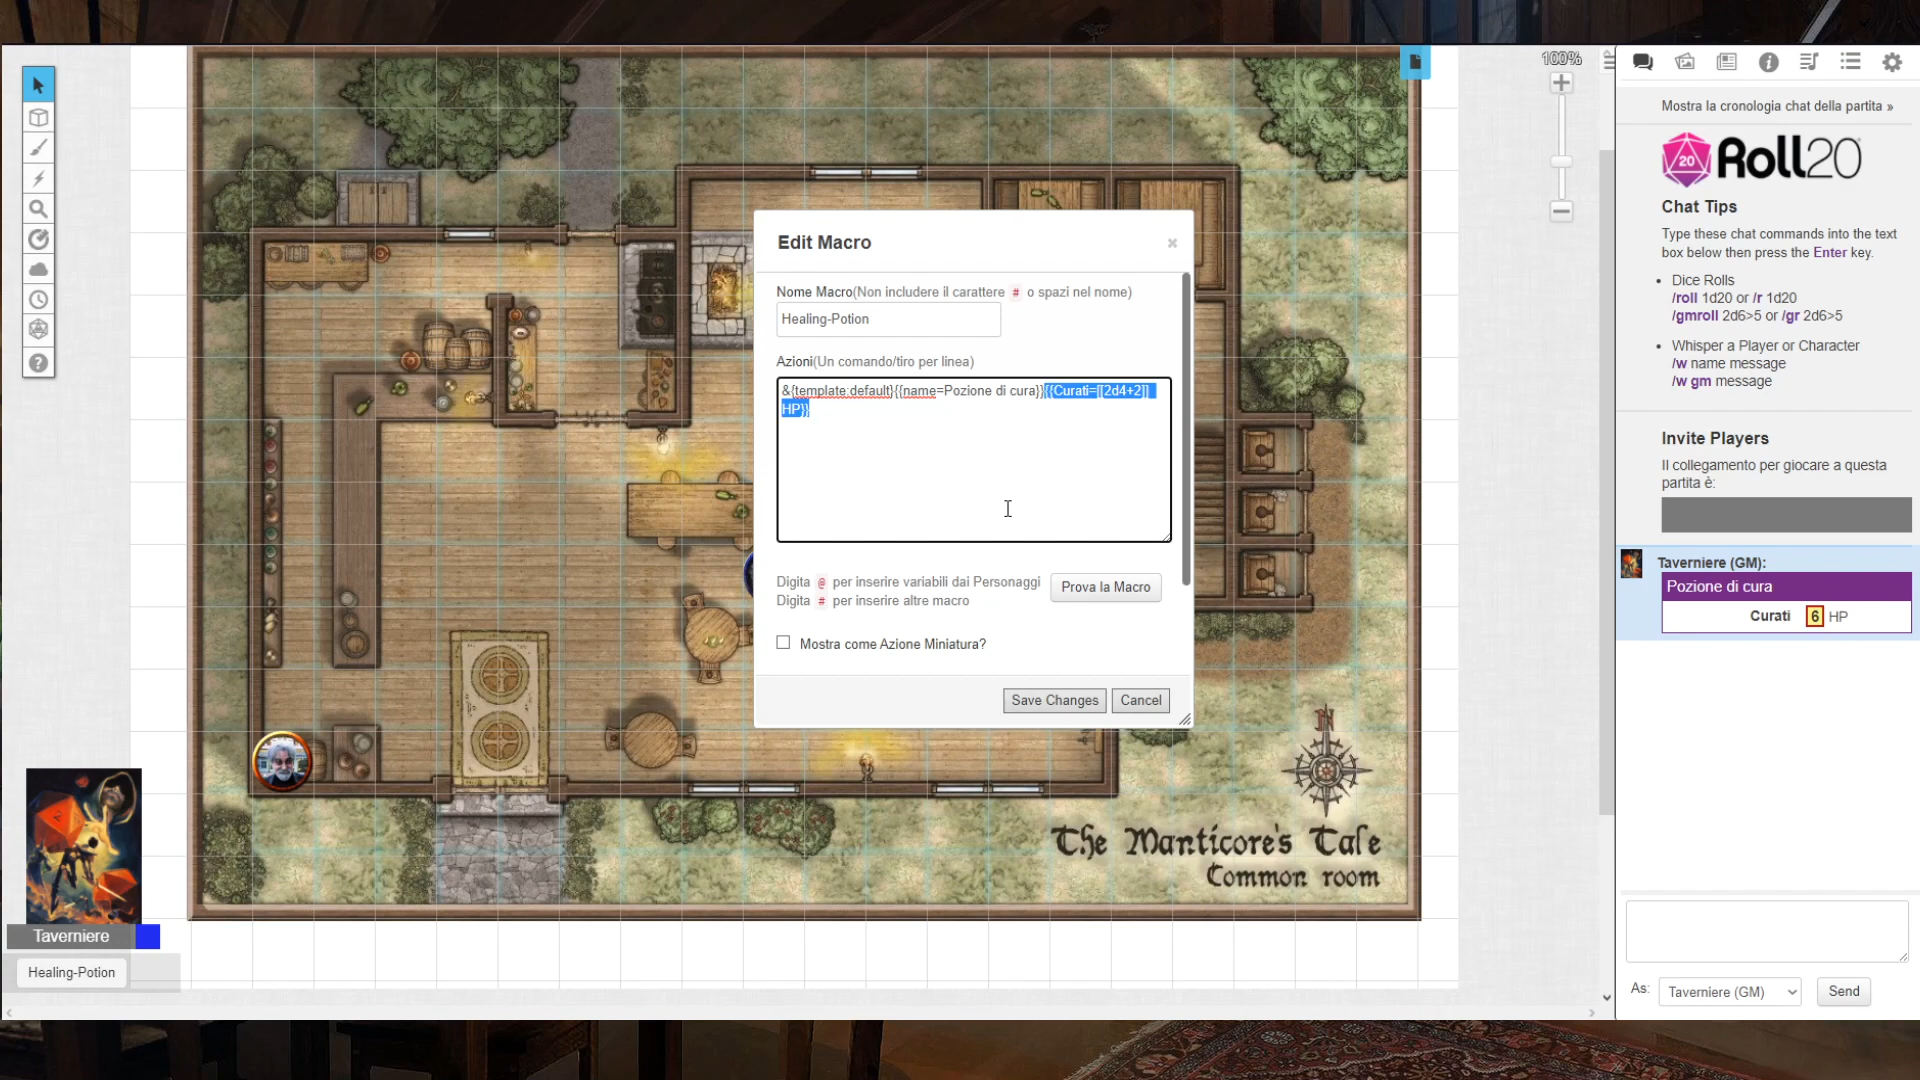 100%
Mostra la cronologia chat della partita »
20
Roll20
Chat Tips
Type these chat commands into the text
box below then press the Enter key.
Dice Rolls
/roll 1d20 or /r 1d20
/gmroll 2d6>5 or /gr 2d6>5
Whisper a Player or Character
/w name message
/w gm message
Invite Players
Il collegamento per giocare a questa
partita è:
Taverniere (GM):
Pozione di cura
Curati 6 HP
As: Taverniere (GM) Send
Edit Macro
×
Nome Macro(Non includere il carattere # o spazi nel nome)
Healing-Potion
Azioni(Un comando/tiro per linea)
&{template:default}{{name=Pozione di cura}}{{Curati=[[2d4+2]]
HP}}
Digita @ per inserire variabili dai Personaggi
Digita # per inserire altre macro
Prova la Macro
Mostra come Azione Miniatura?
Save Changes Cancel
N
The Manticore's Tale
Common room
Taverniere
Healing-Potion